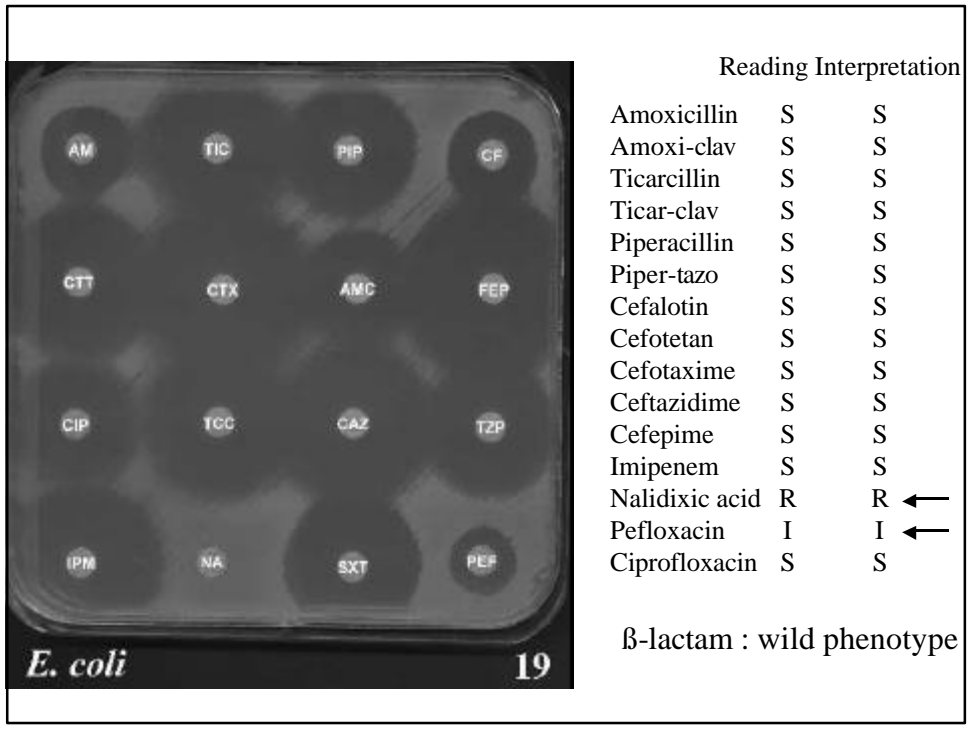 Reading Interpretation
AM TIC PIP CF
CTT CTX AMC FEP
CIP TCC CAZ TZP
IPM NA SXT PEF
E. coli 19
Amoxicillin S S
Amoxi-clav S S
Ticarcillin S S
Ticar-clav S S
Piperacillin S S
Piper-tazo S S
Cefalotin S S
Cefotetan S S
Cefotaxime S S
Ceftazidime S S
Cefepime S S
Imipenem S S
Nalidixic acid R R
Pefloxacin I I
Ciprofloxacin S S
ß-lactam : wild phenotype